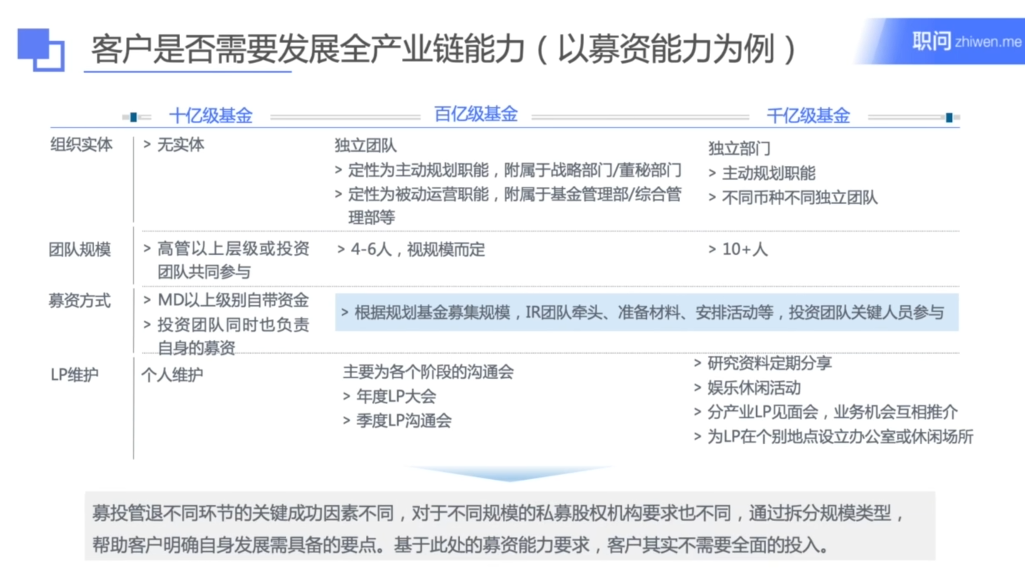 客户是否需要发展全产业链能力（以募资能力为例）
职问 zhiwen.me
十亿级基金
百亿级基金
千亿级基金
组织实体
> 无实体
独立团队
> 定性为主动规划职能，附属于战略部门/董秘部门
> 定性为被动运营职能，附属于基金管理部/综合管
理部等
独立部门
> 主动规划职能
> 不同币种不同独立团队
团队规模
> 高管以上层级或投资
团队共同参与
> 4-6人，视规模而定
> 10+人
募资方式
> MD以上级别自带资金
> 投资团队同时也负责
自身的募资
> 根据规划基金募集规模，IR团队牵头、准备材料、安排活动等，投资团队关键人员参与
LP维护
个人维护
主要为各个阶段的沟通会
> 年度LP大会
> 季度LP沟通会
> 研究资料定期分享
> 娱乐休闲活动
> 分产业LP见面会，业务机会互相推介
> 为LP在个别地点设立办公室或休闲场所
募投管退不同环节的关键成功因素不同，对于不同规模的私募股权机构要求也不同，通过拆分规模类型，
帮助客户明确自身发展需具备的要点。基于此处的募资能力要求，客户其实不需要全面的投入。